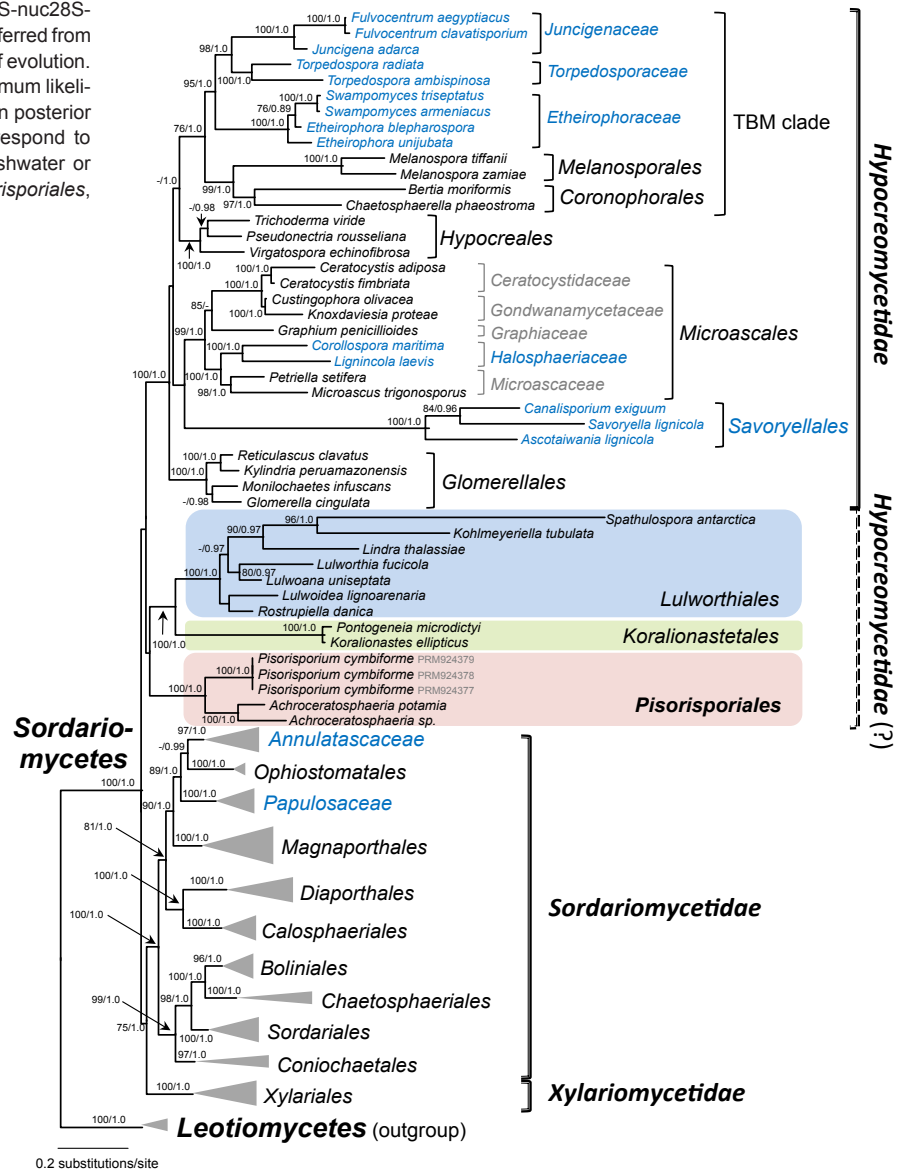 S-nuc28S-
ferred from
f evolution.
mum likeli-
n posterior
respond to
shwater or
risporiales,
100/1.0
Fulvocentrum aegyptiacus
Fulvocentrum clavatisporium
100/1.0
Juncigena adarca
Juncigenaceae
98/1.0
Torpedospora radiata
100/1.0
Torpedospora ambispinosa
Torpedosporaceae
95/1.0
100/1.0
Swampomyces triseptatus
76/0.89
Swampomyces armeniacus
100/1.0
Etheirophora blepharospora
Etheirophora unijubata
Etheirophoraceae
TBM clade
76/1.0
100/1.0
Melanospora tiffanii
Melanospora zamiae
Melanosporales
99/1.0
Bertia moriformis
97/1.0
Chaetosphaerella phaeostroma
Coronophorales
-/1.0
-/0.98
Trichoderma viride
Pseudonectria rousseliana
Virgatospora echinofibrosa
Hypocreales
100/1.0
100/1.0
Ceratocystis adiposa
100/1.0
Ceratocystis fimbriata
Ceratocystidaceae
Custingophora olivacea
100/1.0
Knoxdaviesia proteae
Gondwanamycetaceae
85/-
Graphium penicillioides
Graphiaceae
99/1.0
100/1.0
Corollospora maritima
Lignincola laevis
Halosphaeriaceae
100/1.0
Petriella setifera
98/1.0
Microascus trigonosporus
Microascaceae
Microascales
100/1.0
84/0.96
Canalisporium exiguum
100/1.0
Savoryella lignicola
Ascotaiwania lignicola
Savoryellales
100/1.0
Reticulascus clavatus
Kylindria peruamazonensis
100/1.0
Monilochaetes infuscans
-/0.98
Glomerella cingulata
Glomerellales
Hypocreomycetidae
96/1.0
Spathulospora antarctica
90/0.97
Kohlmeyeriella tubulata
-/0.97
Lindra thalassiae
Lulworthia fucicola
100/1.0
80/0.97
Lulwoana uniseptata
Lulwoidea lignoarenaria
Rostrupiella danica
Lulworthiales
100/1.0
100/1.0
Pontogeneia microdictyi
Koralionastes ellipticus
Koralionastetales
Pisorisporium cymbiforme PRM924379
100/1.0
Pisorisporium cymbiforme PRM924378
Pisorisporium cymbiforme PRM924377
100/1.0
Achroceratosphaeria potamia
100/1.0
Achroceratosphaeria sp.
Pisorisporiales
Hypocreomycetidae (?)
Sordario-
mycetes
100/1.0
97/1.0
Annulatascaceae
-/0.99
Ophiostomatales
100/1.0
89/1.0
Papulosaceae
100/1.0
90/1.0
Magnaporthales
100/1.0
81/1.0
Diaporthales
100/1.0
100/1.0
Calosphaeriales
100/1.0
100/1.0
Boliniales
96/1.0
100/1.0
Chaetosphaeriales
100/1.0
98/1.0
Sordariales
100/1.0
99/1.0
Coniochaetales
97/1.0
75/1.0
Xylariales
100/1.0
Sordariomycetidae
Xylariomycetidae
100/1.0
Leotiomycetes (outgroup)
0.2 substitutions/site